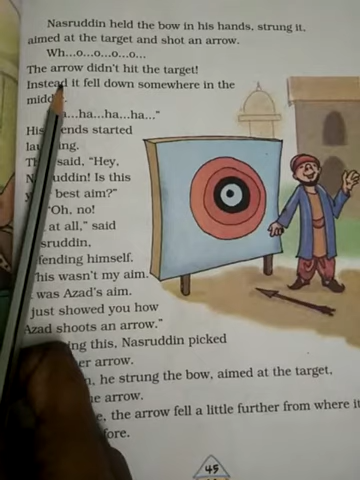 Nasruddin held the bow in his hands, strung it,
aimed at the target and shot an arrow.
Wh...o...o...o...o...
The arrow didn't hit the target!
Instead it fell down somewhere in the
...ha...ha...ha..."
His ends started
said, "Hey,
uddin! Is this
best aim?"
"Oh, no!
at all," said
sruddin,
fending himself.
his wasn't my aim.
was Azad's aim.
just showed you how
Azad shoots an arrow."
ing this, Nasruddin picked
er arrow.
he strung the bow, aimed at the target,
e arrow.
the arrow fell a little further from where it
fore.
45